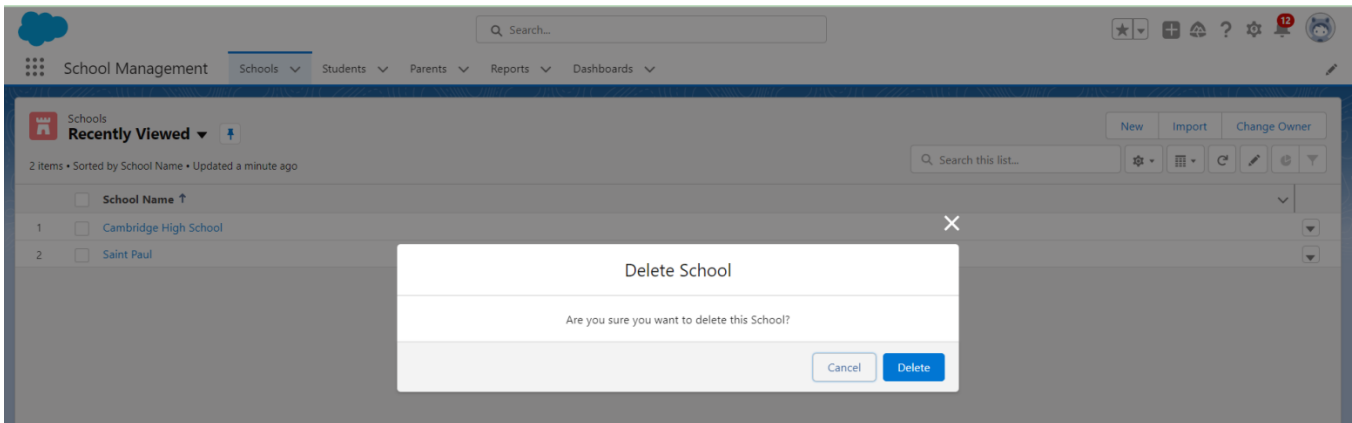 Search...
12
School Management Schools Students Parents Reports Dashboards
Schools
Recently Viewed
New Import Change Owner
2 items • Sorted by School Name • Updated a minute ago
Search this list...
School Name ↑
1 Cambridge High School
2 Saint Paul
Delete School
Are you sure you want to delete this School?
Cancel Delete